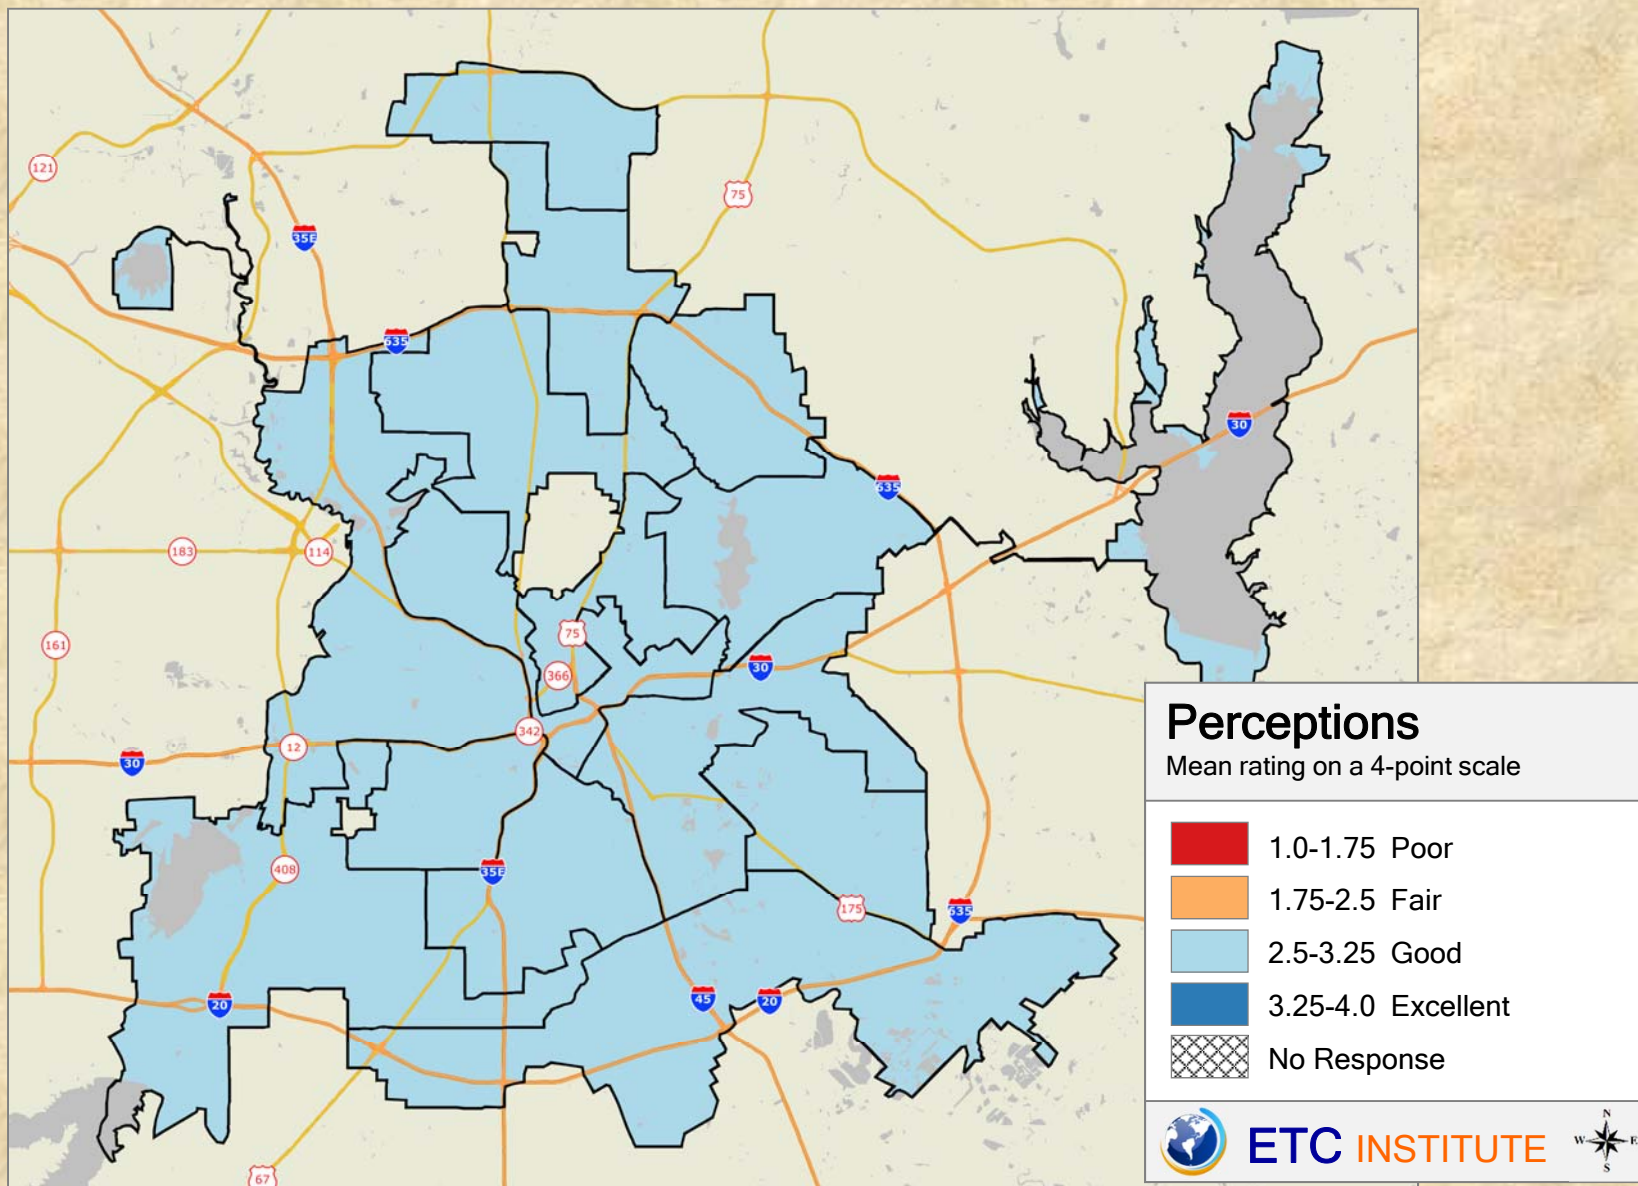 121
75
35E
635
30
635
183
114
161
75
366
30
342
12
30
408
35E
175
635
20
45
20
67
Perceptions
Mean rating on a 4-point scale
1.0-1.75 Poor
1.75-2.5 Fair
2.5-3.25 Good
3.25-4.0 Excellent
No Response
ETC INSTITUTE
N
W E
S